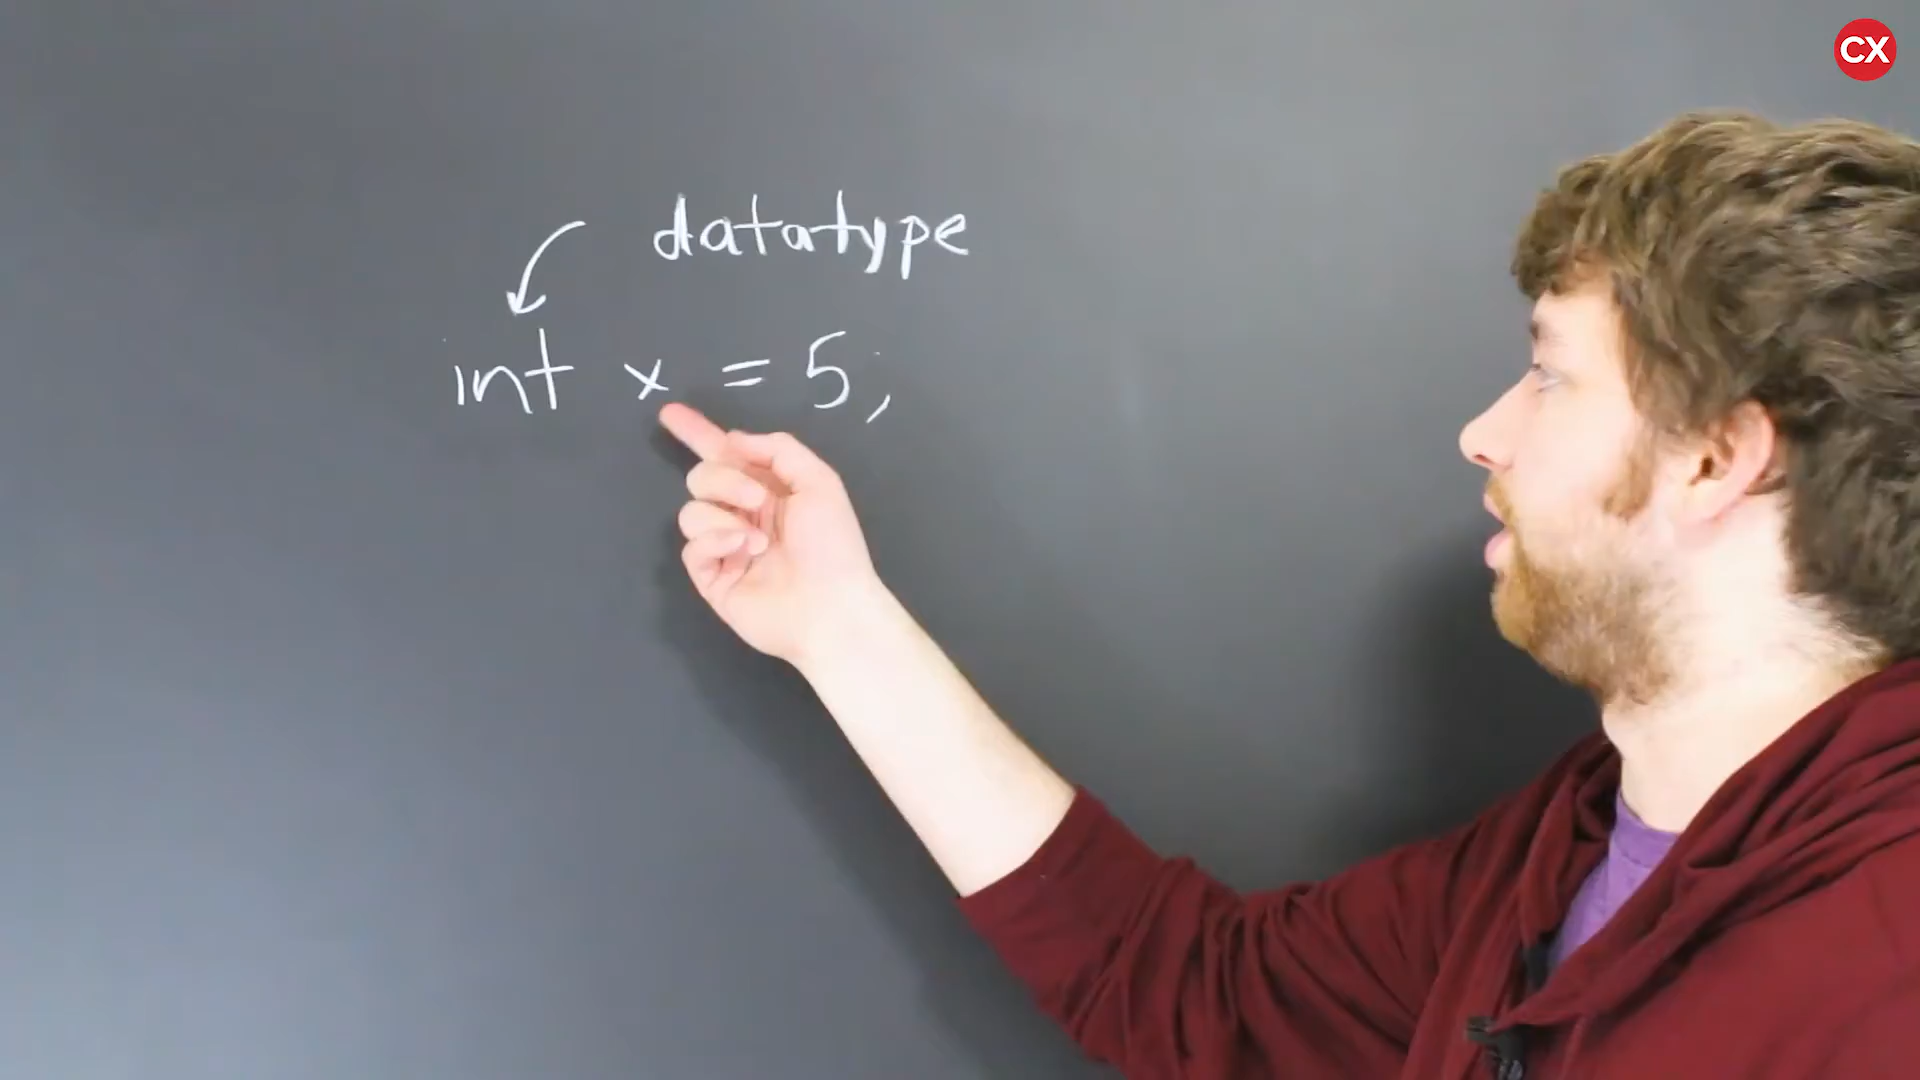 CX
datatype
int x = 5;